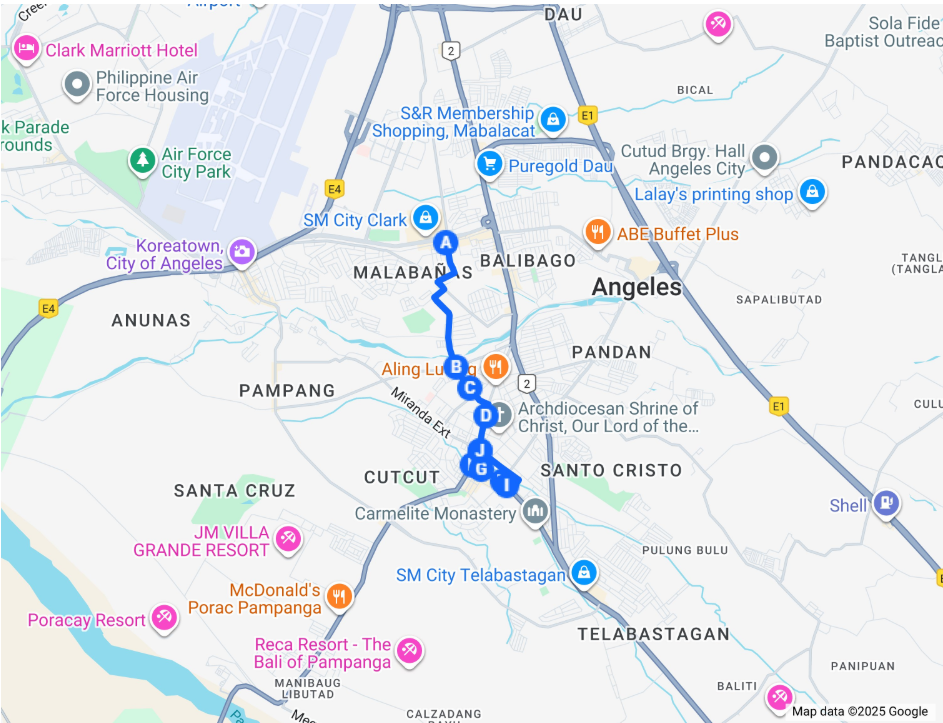 Airport
DAU
Clark Marriott Hotel
2
Sola Fide
Baptist Outreac
Philippine Air
Force Housing
BICAL
S&R Membership
Shopping, Mabalacat
E1
k Parade
rounds
Air Force
City Park
Puregold Dau
Cutud Brgy. Hall
Angeles City
PANDACAC
E4
Lalay's printing shop
SM City Clark
ABE Buffet Plus
A
Koreatown,
City of Angeles
BALIBAGO
MALABAÑAS
TANGL
(TANGLA
Angeles
SAPALIBUTAD
E4
ANUNAS
PANDAN
B
Aling Lu g
C
2
PAMPANG
E1
CULU
Miranda Ext
D
Archdiocesan Shrine of
Christ, Our Lord of the...
J
G
SANTO CRISTO
CUTCUT
I
SANTA CRUZ
Shell
Carmelite Monastery
JM VILLA
GRANDE RESORT
PULUNG BULU
SM City Telabastagan
McDonald's
Porac Pampanga
Poracay Resort
TELABASTAGAN
Reca Resort - The
Bali of Pampanga
PANIPUAN
MANIBAUG
LIBUTAD
BALITI
CALZADANG
Map data ©2025 Google